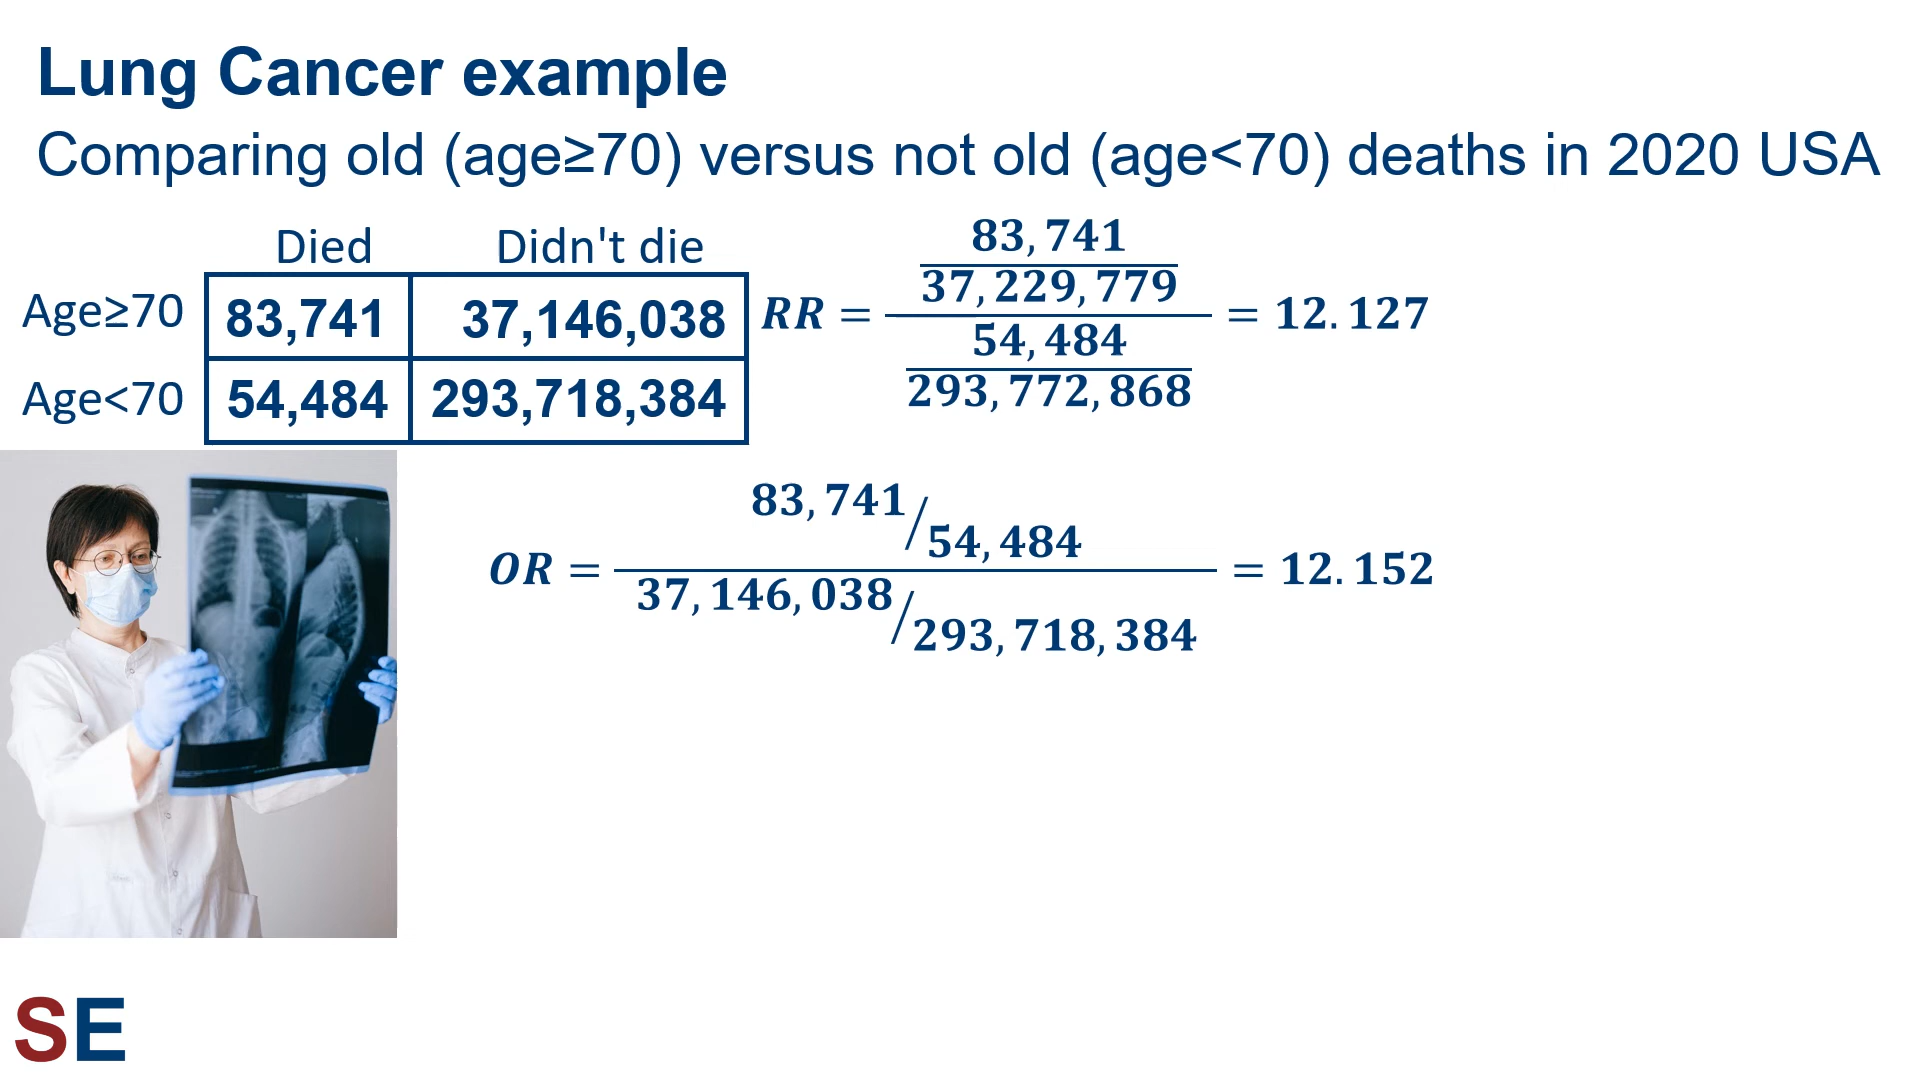 Lung Cancer example
Comparing old (age≥70) versus not old (age<70) deaths in 2020 USA
Died Didn't die
Age≥70 83,741 37,146,038
Age<70 54,484 293,718,384
RR = (83,741 / 37,229,779) / (54,484 / 293,772,868) = 12.127
OR = (83,741 / 54,484) / (37,146,038 / 293,718,384) = 12.152
SE